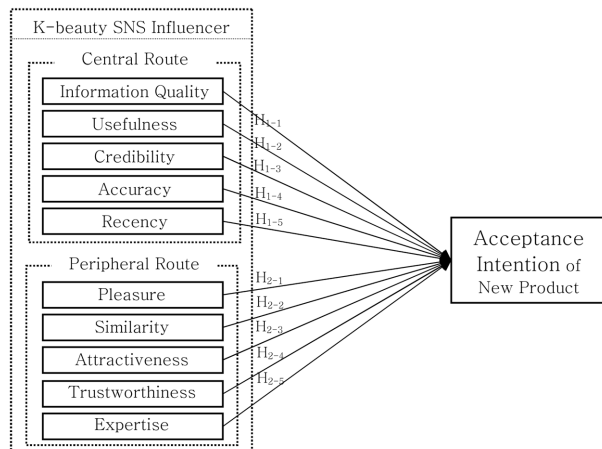 K-beauty SNS Influencer
Central Route
Information Quality
Usefulness
Credibility
Accuracy
Recency
H1-1
H1-2
H1-3
H1-4
H1-5
Peripheral Route
Pleasure
Similarity
Attractiveness
Trustworthiness
Expertise
H2-1
H2-2
H2-3
H2-4
H2-5
Acceptance
Intention of
New Product